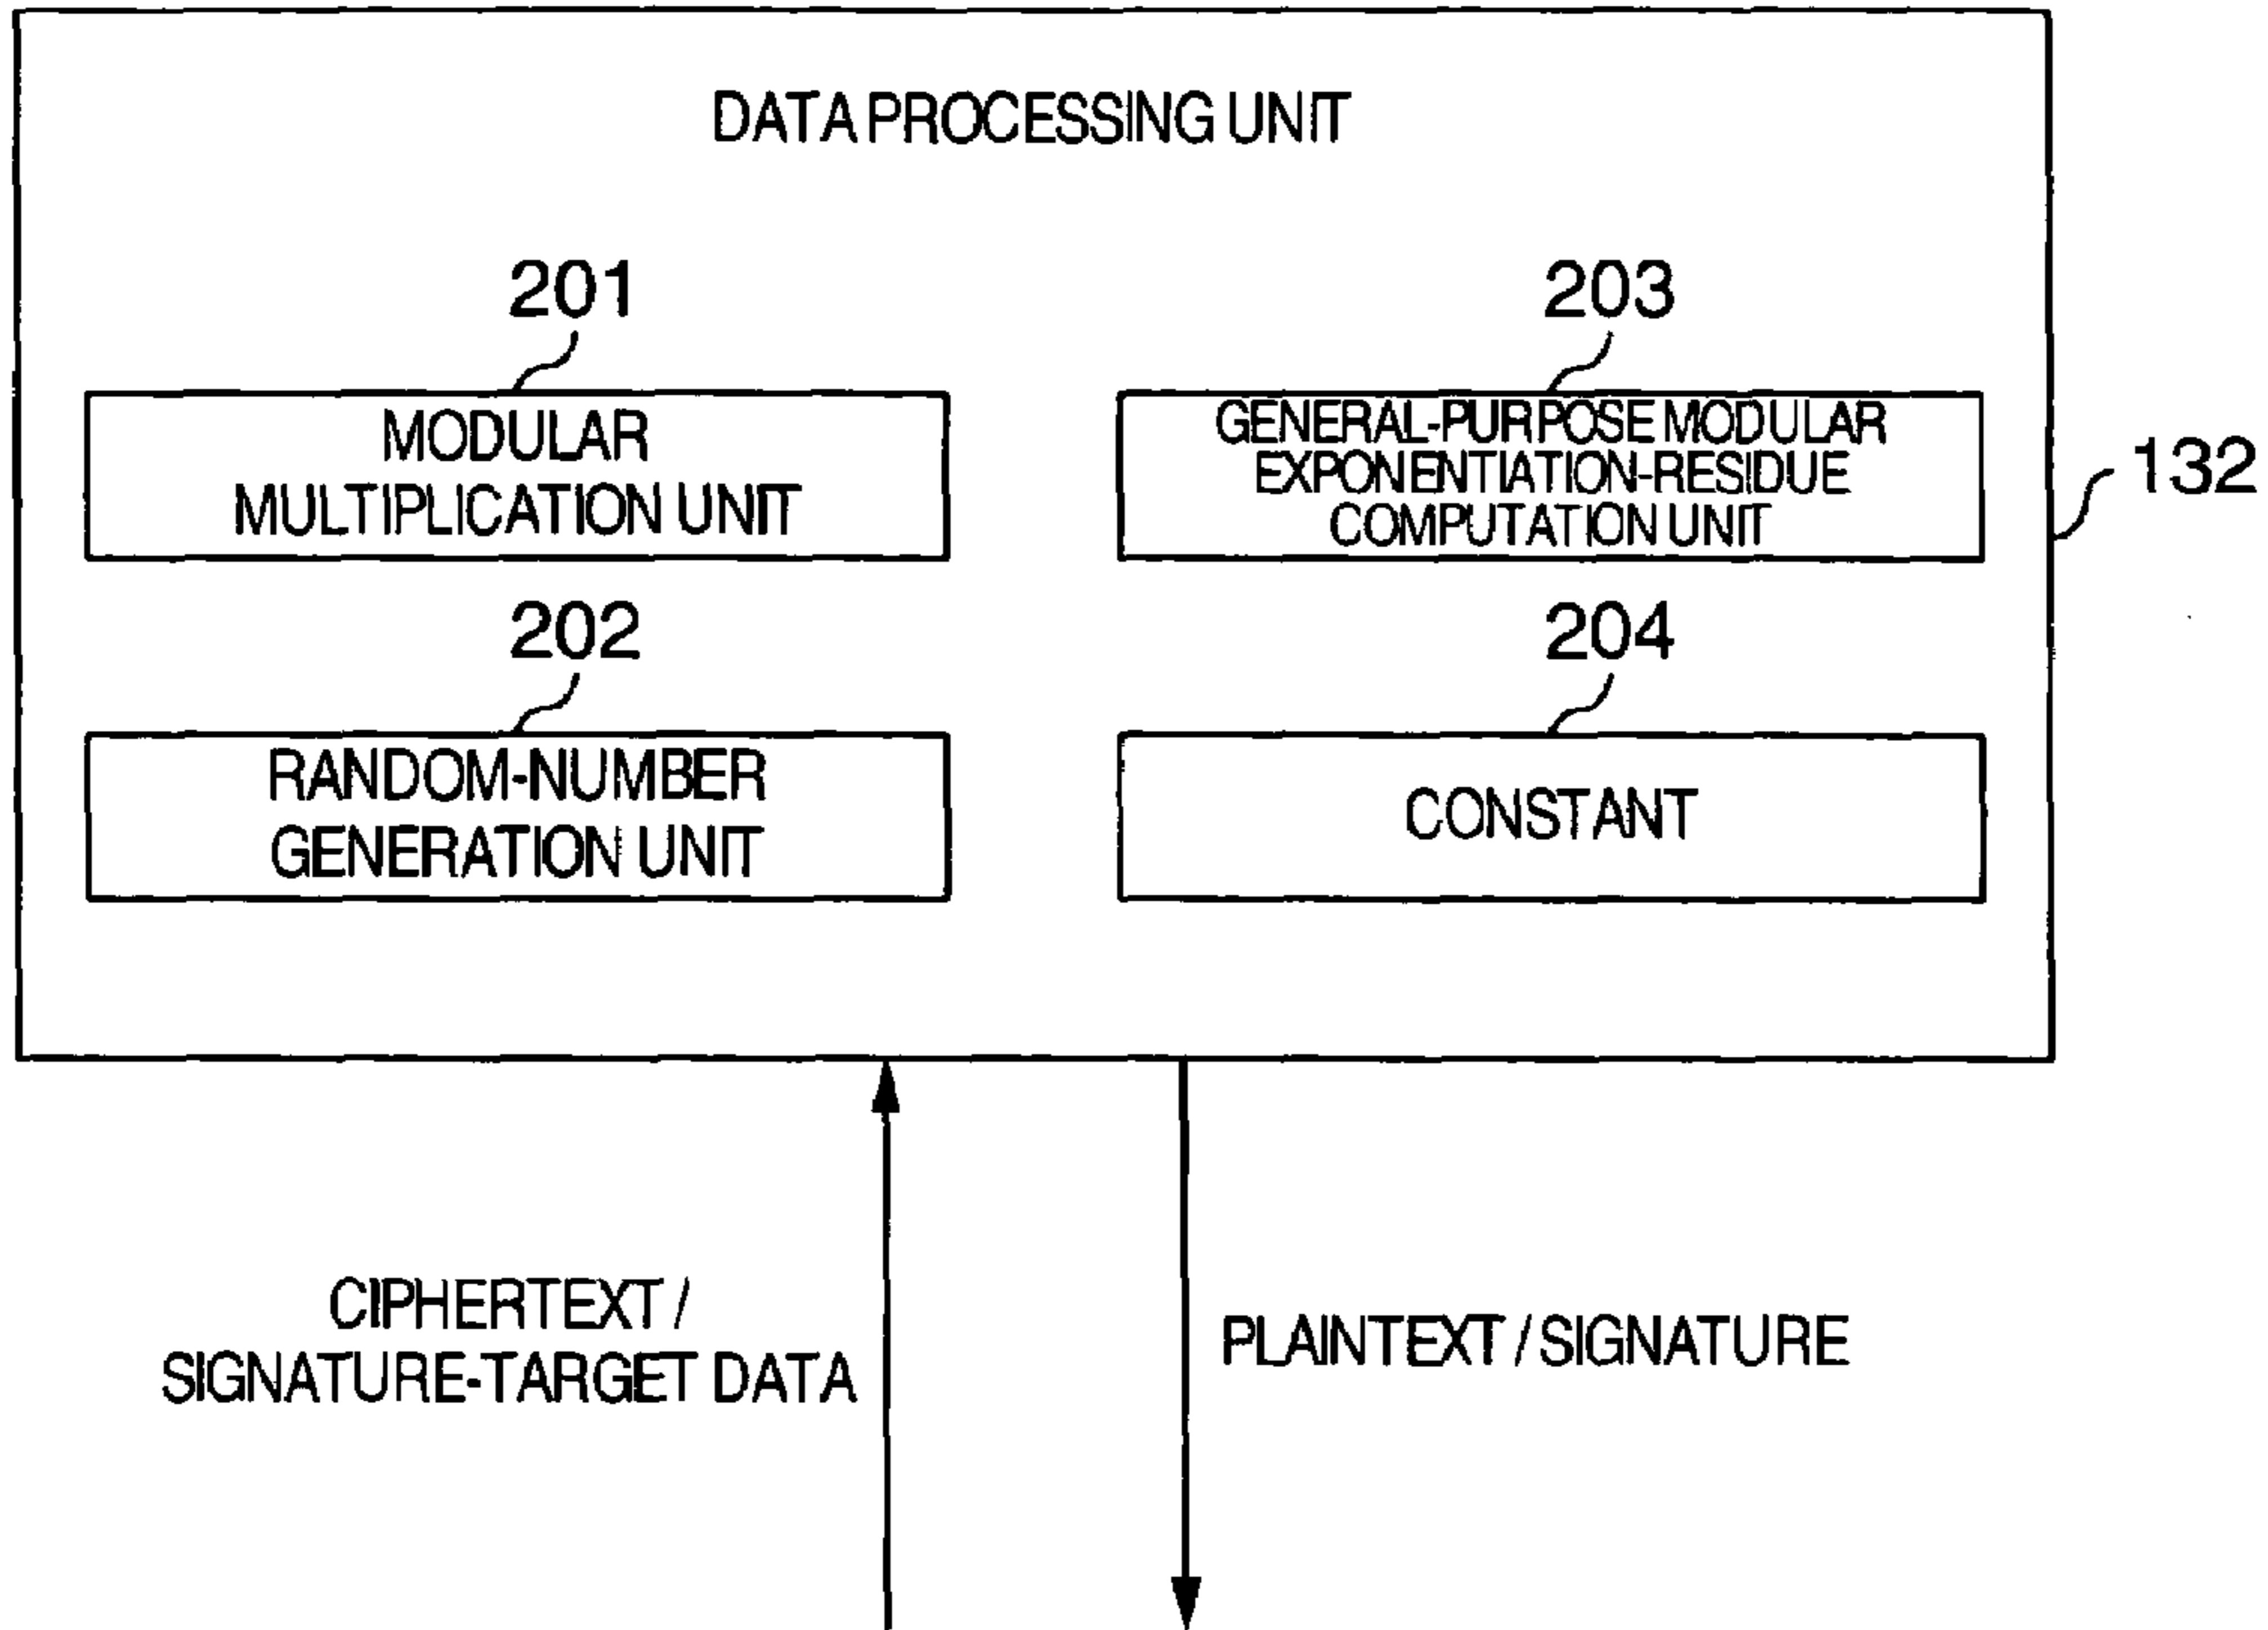 DATA PROCESSING UNIT
201
203
MODULAR
MULTIPLICATION UNIT
GENERAL-PURPOSE MODULAR
EXPONENTIATION-RESIDUE
COMPUTATION UNIT
132
202
204
RANDOM-NUMBER
GENERATION UNIT
CONSTANT
CIPHERTEXT /
SIGNATURE-TARGET DATA
PLAINTEXT / SIGNATURE